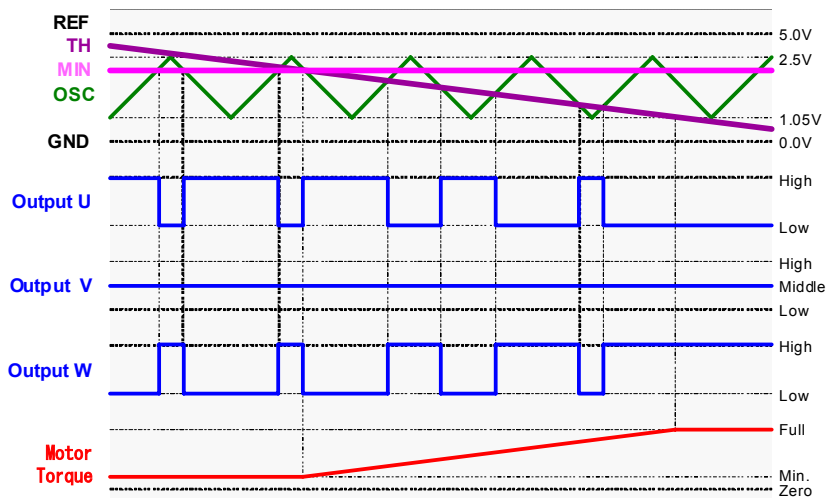 REF
5.0V
TH
2.5V
MIN
OSC
1.05V
GND
0.0V
High
Output U
Low
High
Output V
Middle
Low
High
Output W
Low
Full
Motor
Torque
Min.
Zero